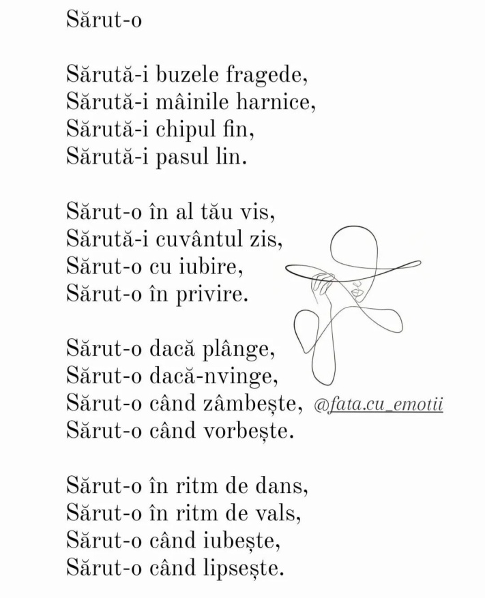 Sărut-o
Sărută-i buzele fragede,
Sărută-i mâinile harnice,
Sărută-i chipul fin,
Sărută-i pasul lin.
Sărut-o în al tău vis,
Sărută-i cuvântul zis,
Sărut-o cu iubire,
Sărut-o în privire.
Sărut-o dacă plânge,
Sărut-o dacă-nvinge,
Sărut-o când zâmbește,
@fata.cu_emotii
Sărut-o când vorbește.
Sărut-o în ritm de dans,
Sărut-o în ritm de vals,
Sărut-o când iubește,
Sărut-o când lipsește.